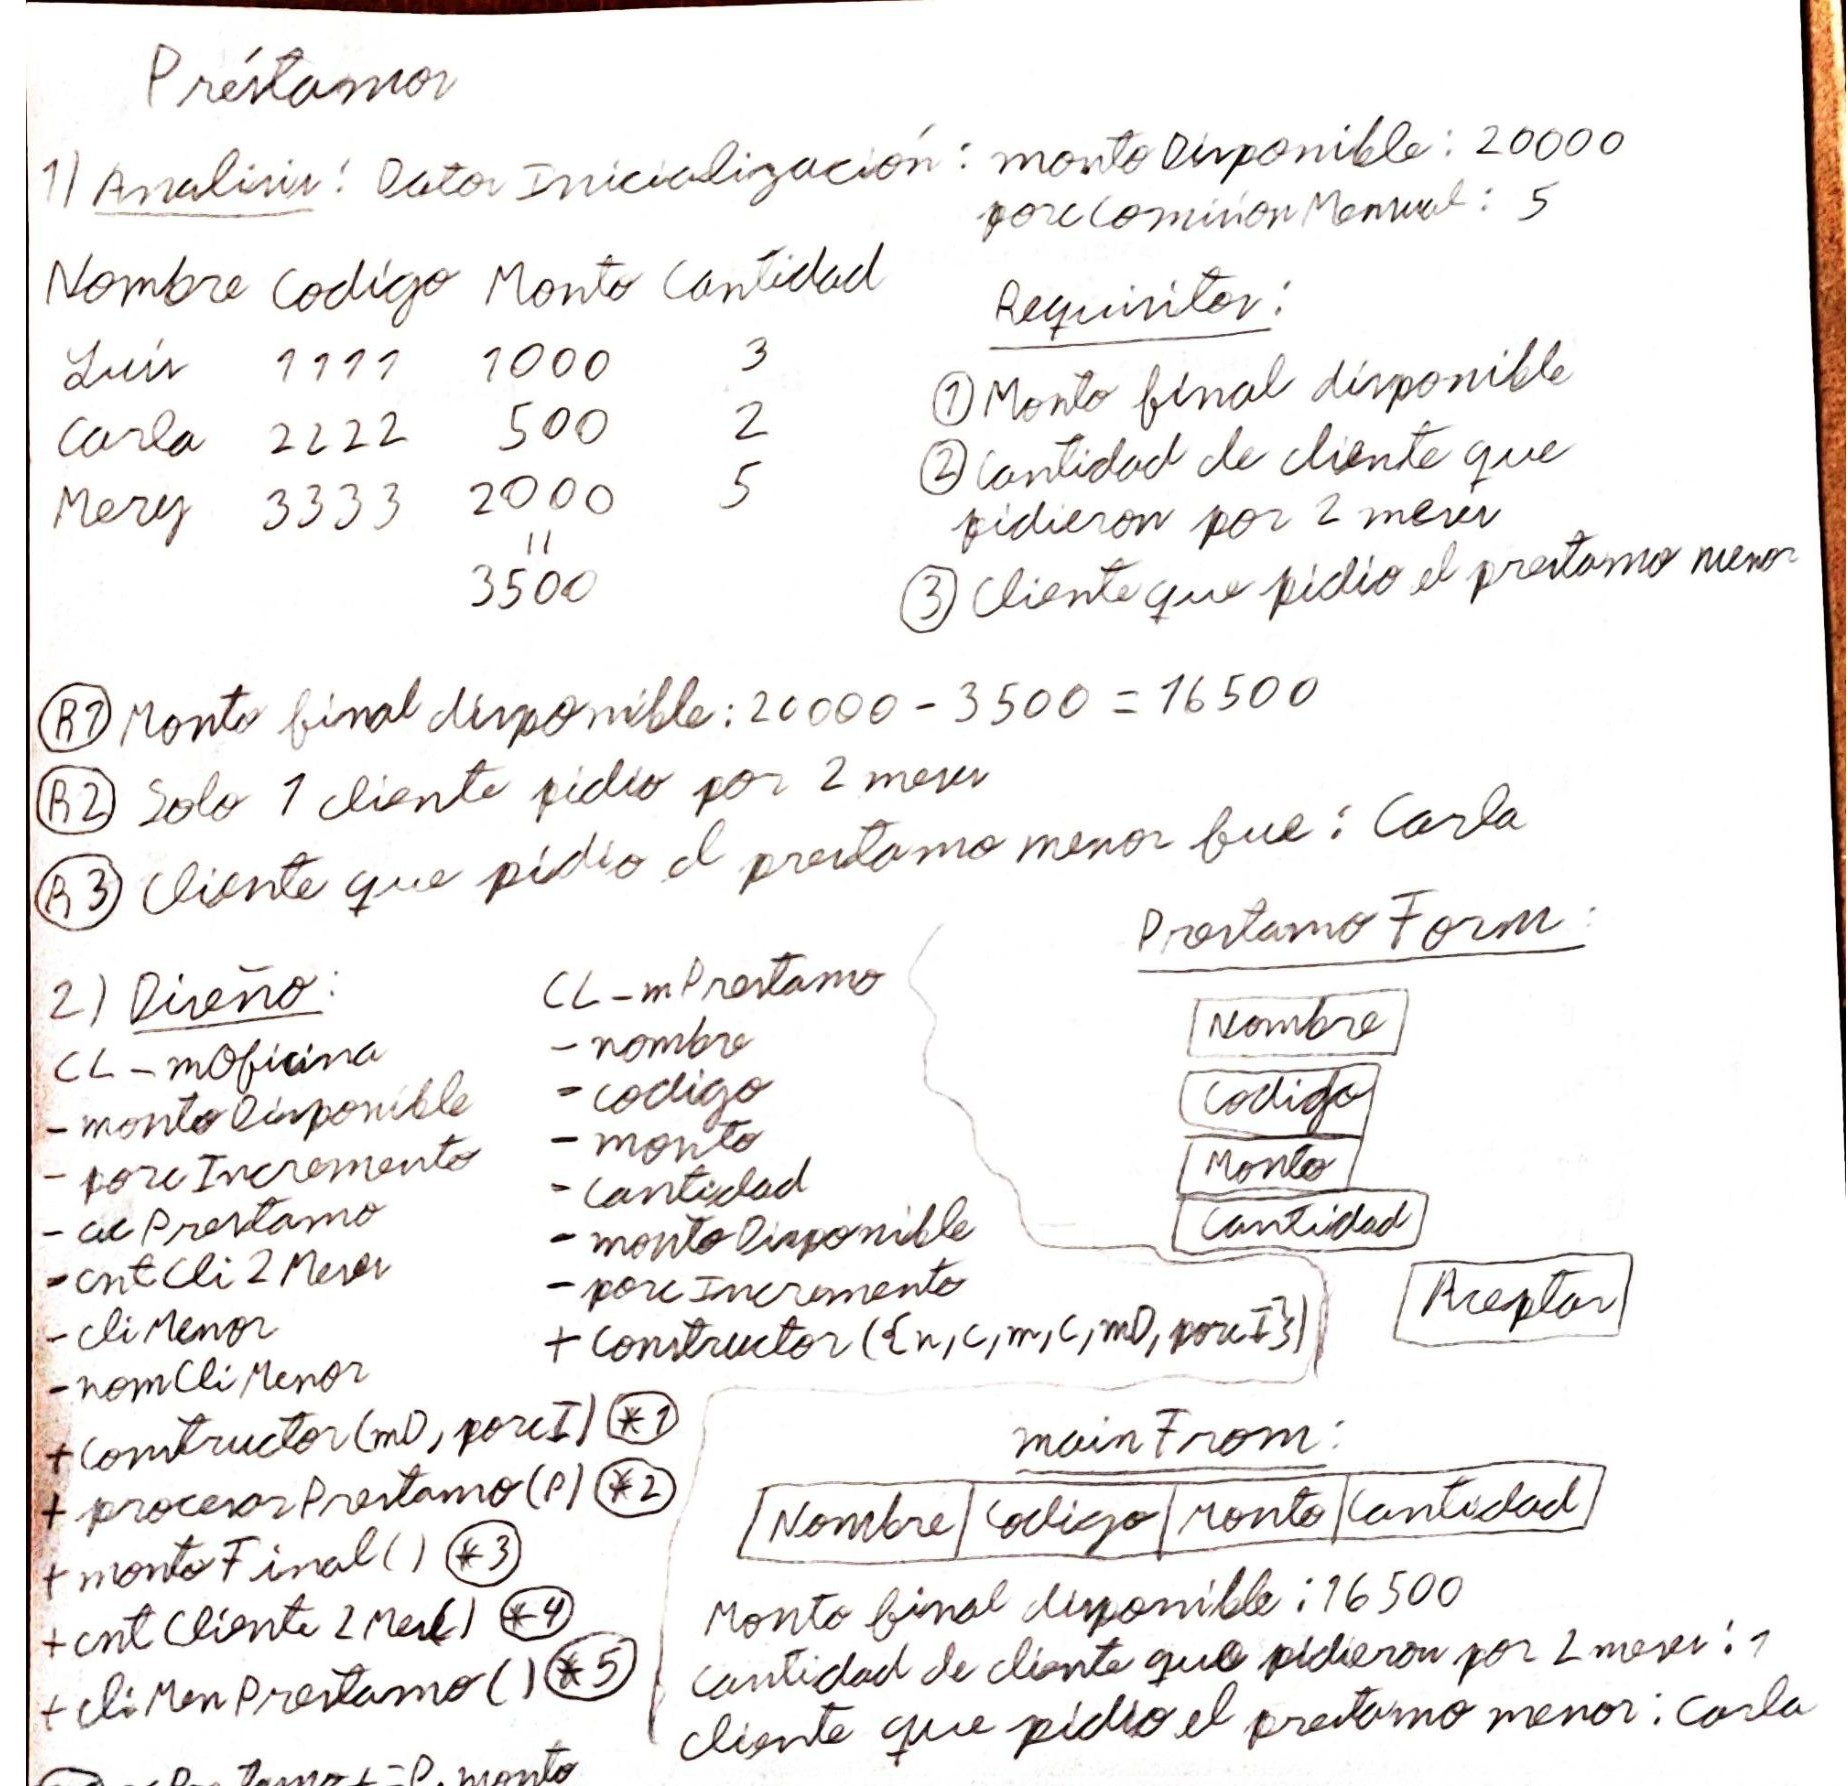 Préstamos
1) Analisis: Datos Inicialización: montoDisponible: 20000
porcComisionMensual: 5
Nombre Codigo Monto Cantidad
Luis 1111 1000 3
Carla 2222 500 2
Mery 3333 2000 5
=
3500
Requisitos:
① Monto final disponible
② Cantidad de cliente que
pidieron por 2 meses
③ Cliente que pidio el prestamo menor
R1 Monto final disponible: 20000 - 3500 = 16500
R2 Solo 1 cliente pidio por 2 meses
R3 Cliente que pidio el prestamo menor fue: Carla
2) Diseño:
CL-mOficina
- montoDisponible
- porcIncremento
- acPrestamo
- cntCli2Meses
- cliMenor
- nomCliMenor
+ constructor(mD, porcI) *1
+ procesarPrestamo(P) *2
+ montoFinal() *3
+ cntCliente2Mes() *4
+ cliMenPrestamo() *5
CL-mPrestamo
- nombre
- codigo
- monto
- cantidad
- montoDisponible
- porcIncremento
+ constructor({n,c,m,c,mD,porcI})
PrestamoForm:
Nombre
Codigo
Monto
Cantidad
Aceptar
mainFrom:
Nombre Codigo Monto Cantidad
Monto final disponible: 16500
Cantidad de cliente que pidieron por 2 meses: 1
Cliente que pidio el prestamo menor: Carla
Prestamo += P.monto